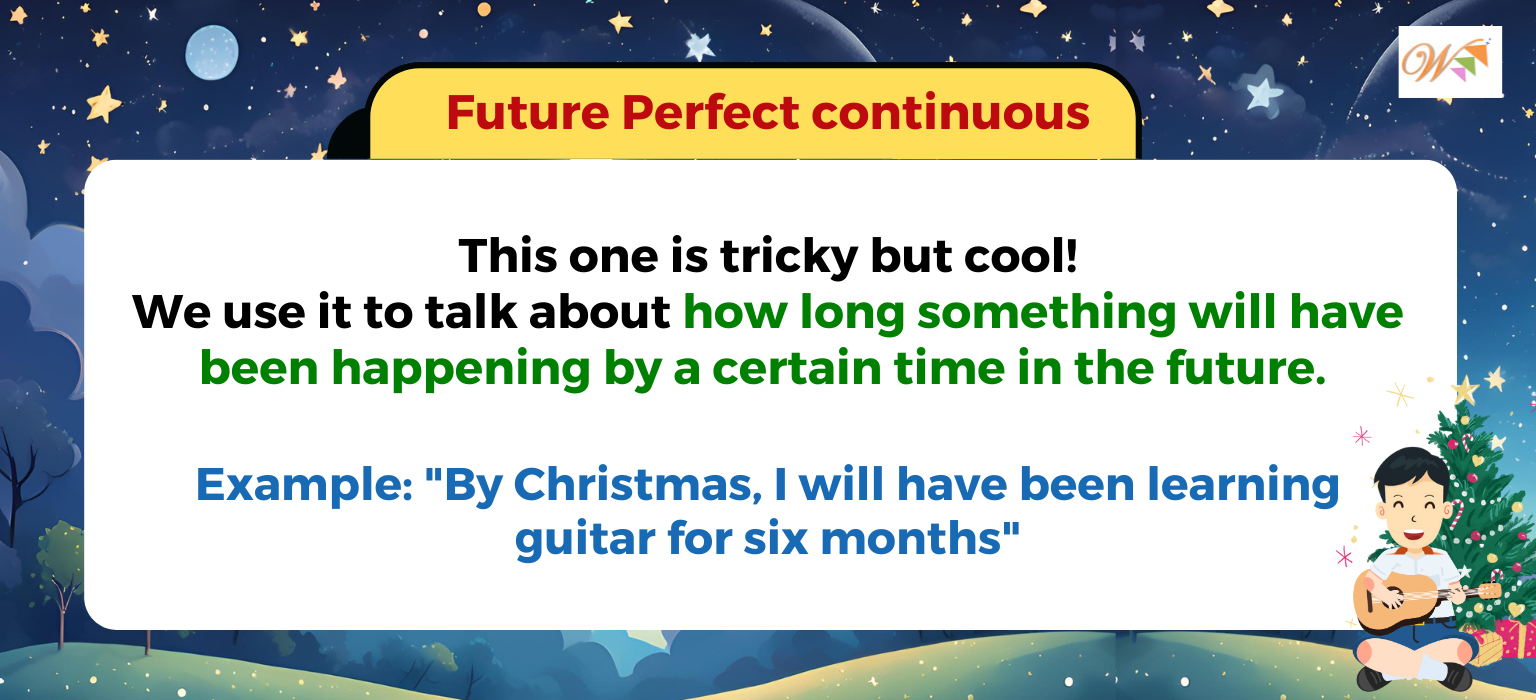 Future Perfect continuous
W
This one is tricky but cool!
We use it to talk about how long something will have
been happening by a certain time in the future.
Example: "By Christmas, I will have been learning
guitar for six months"